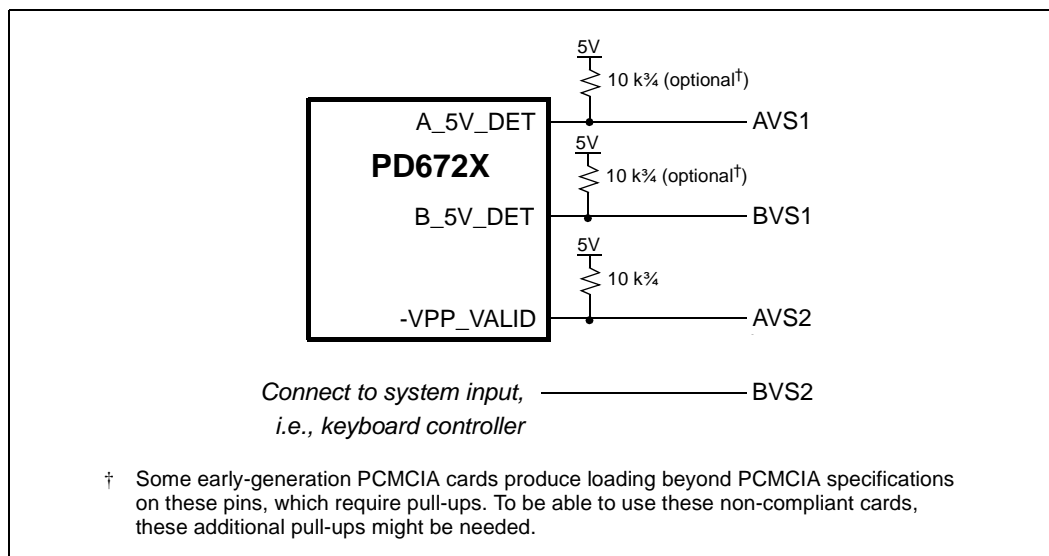 5V
10 k¾ (optional†)
A_5V_DET
AVS1
PD672X
5V
10 k¾ (optional†)
B_5V_DET
BVS1
5V
10 k¾
-VPP_VALID
AVS2
Connect to system input,
BVS2
i.e., keyboard controller
† Some early-generation PCMCIA cards produce loading beyond PCMCIA specifications
on these pins, which require pull-ups. To be able to use these non-compliant cards,
these additional pull-ups might be needed.